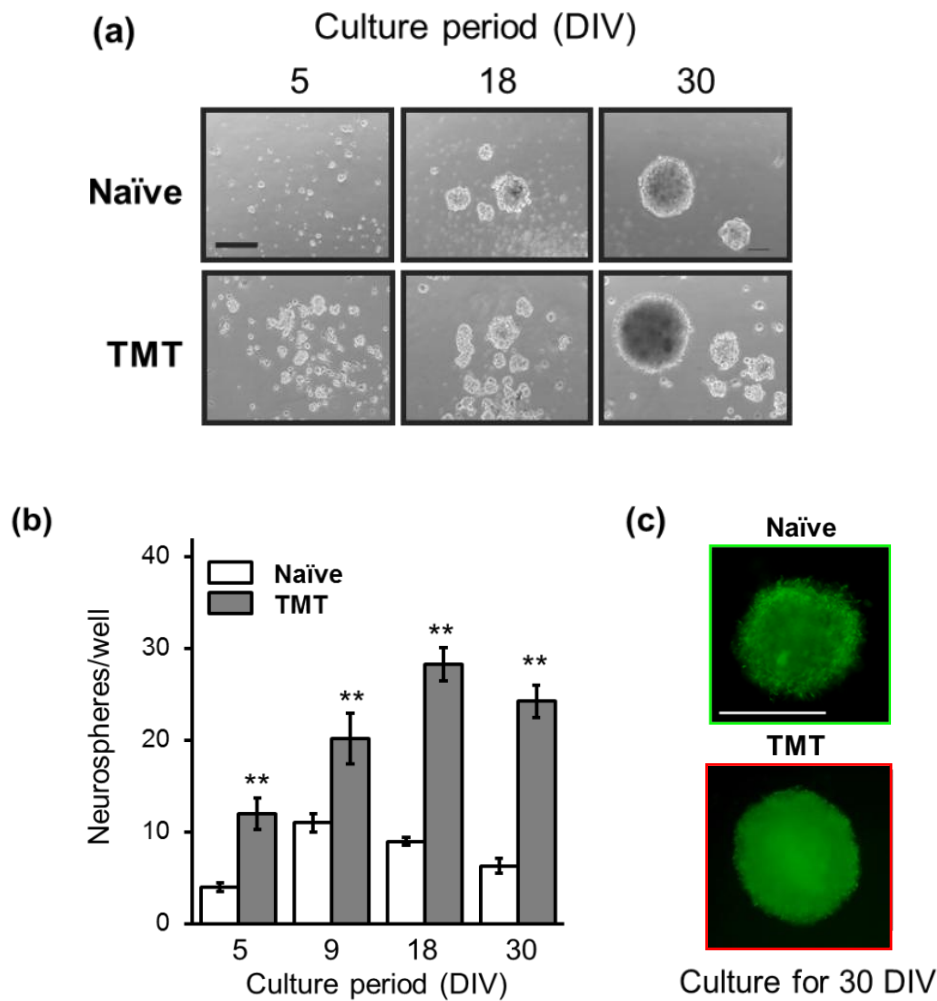 (a)
Culture period (DIV)
5 18 30
Naïve
TMT
(b)
40
30
20
10
0
Neurospheres/well
Naïve
TMT
**
**
**
**
5 9 18 30
Culture period (DIV)
(c)
Naïve
TMT
Culture for 30 DIV